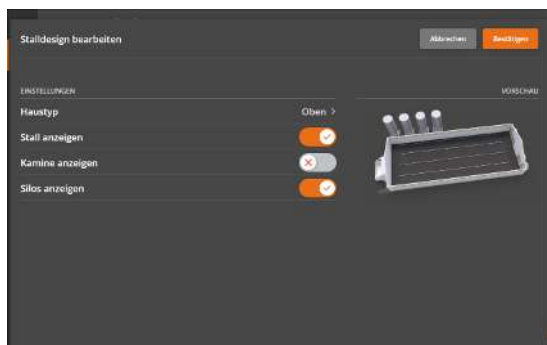 Stalldesign bearbeiten
Abbrechen
Bestätigen
EINSTELLUNGEN
VORSCHAU
Haustyp
Oben >
Stall anzeigen
Kamine anzeigen
Silos anzeigen